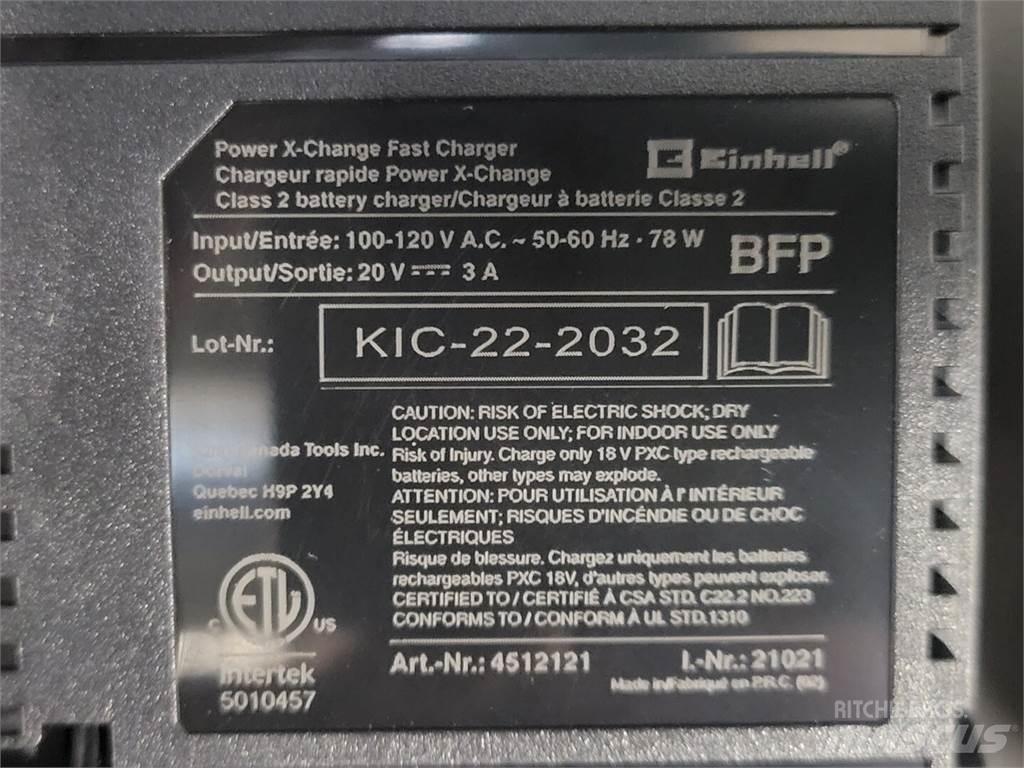 Power X-Change Fast Charger
Chargeur rapide Power X-Change
Class 2 battery charger/Chargeur à batterie Classe 2
Einhell®
Input/Entrée: 100-120 V A.C. ~ 50-60 Hz · 78 W
Output/Sortie: 20 V ⎓ 3 A
BFP
Lot-Nr.: KIC-22-2032
CAUTION: RISK OF ELECTRIC SHOCK; DRY
LOCATION USE ONLY; FOR INDOOR USE ONLY
Risk of Injury. Charge only 18 V PXC type rechargeable
batteries, other types may explode.
ATTENTION: POUR UTILISATION À l' INTÉRIEUR
SEULEMENT; RISQUES D'INCÉNDIE OU DE CHOC
ÉLECTRIQUES
Risque de blessure. Chargez uniquement les batteries
rechargeables PXC 18V, d'autres types peuvent exploser.
CERTIFIED TO / CERTIFIÉ À CSA STD. C22.2 NO.223
CONFORMS TO / CONFORM À UL STD.1310
Tools Inc.
Quebec H9P 2Y4
einhell.com
ETL
C US
Intertek
5010457
Art.-Nr.: 4512121 I.-Nr.: 21021
Made in/Fabriqué en P.R.C. (02)
RITCHIE BROS
MASCUS